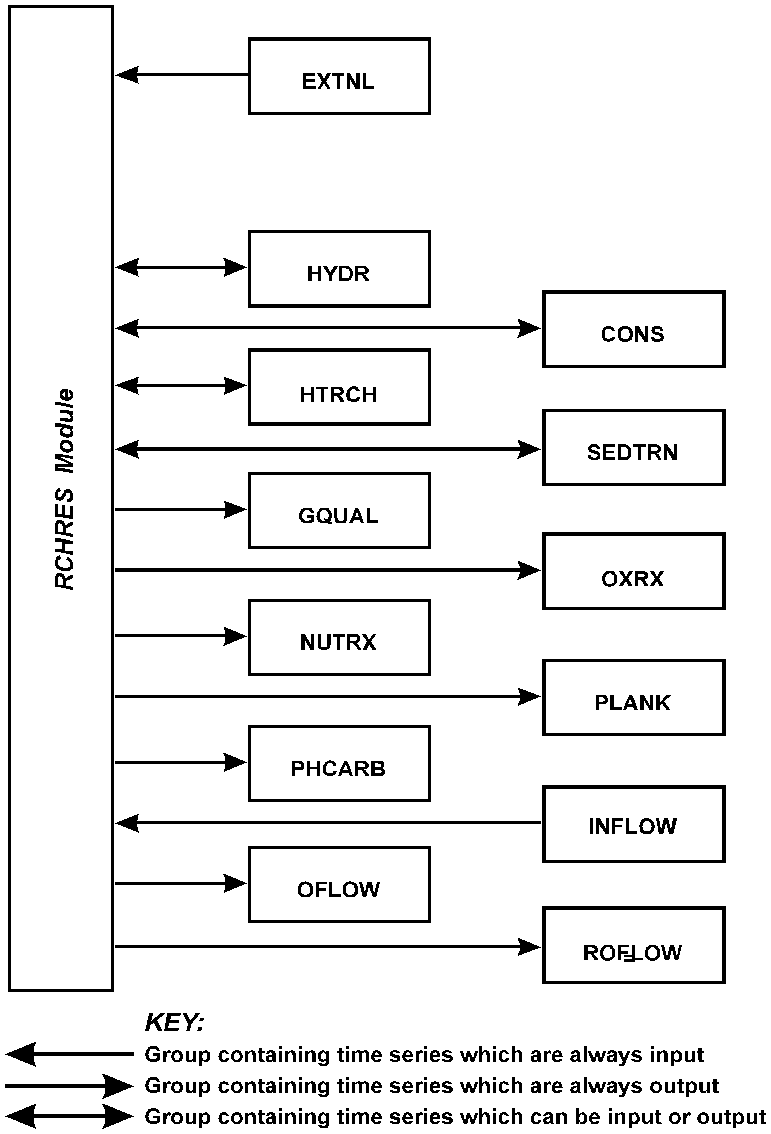 EXTNL
HYDR
CONS
HTRCH
SEDTRN
GQUAL
OXRX
NUTRX
PLANK
PHCARB
INFLOW
OFLOW
ROFLOW
RCHRES Module
KEY:
Group containing time series which are always input
Group containing time series which are always output
Group containing time series which can be input or output